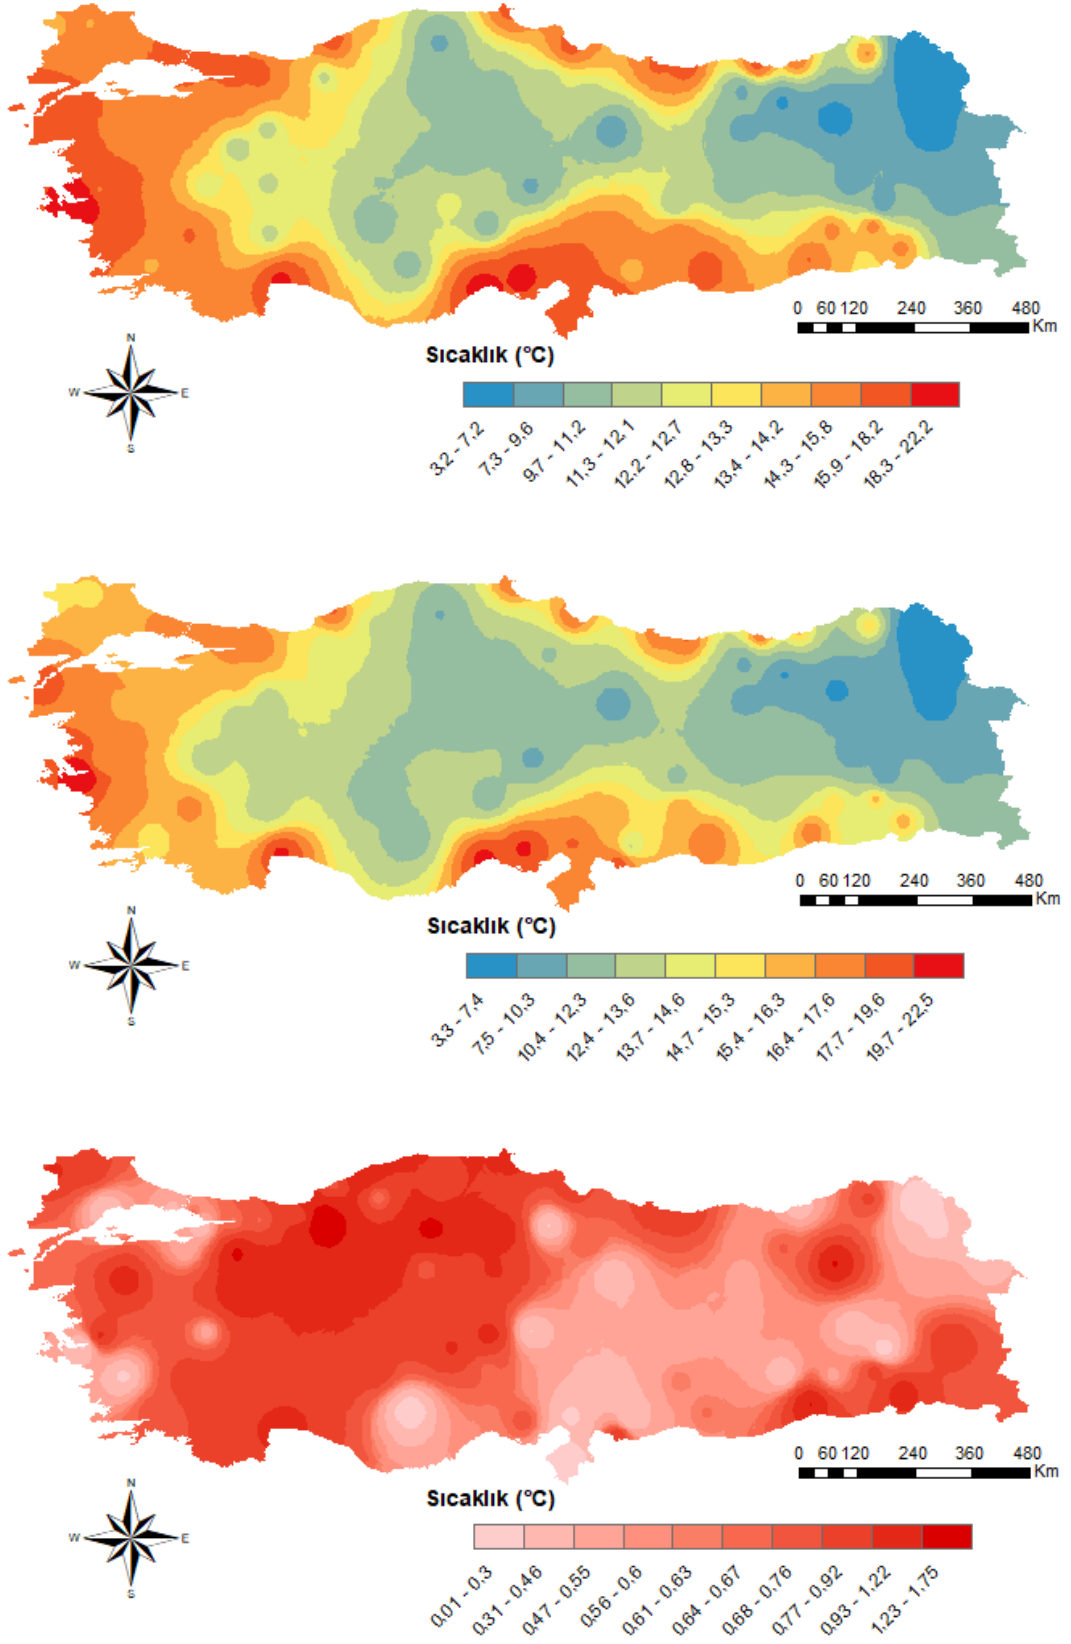 0 60 120 240 360 480
Km
N
W E
S
Sıcaklık (°C)
3,2 - 7,2
7,3 - 9,6
9,7 - 11,2
11,3 - 12,1
12,2 - 12,7
12,8 - 13,3
13,4 - 14,2
14,3 - 15,8
15,9 - 18,2
18,3 - 22,2
0 60 120 240 360 480
Km
N
W E
S
Sıcaklık (°C)
3,3 - 7,4
7,5 - 10,3
10,4 - 12,3
12,4 - 13,6
13,7 - 14,6
14,7 - 15,3
15,4 - 16,3
16,4 - 17,6
17,7 - 19,6
19,7 - 22,5
0 60 120 240 360 480
Km
N
W E
S
Sıcaklık (°C)
0,01 - 0,3
0,31 - 0,46
0,47 - 0,55
0,56 - 0,6
0,61 - 0,63
0,64 - 0,67
0,68 - 0,76
0,77 - 0,92
0,93 - 1,22
1,23 - 1,75